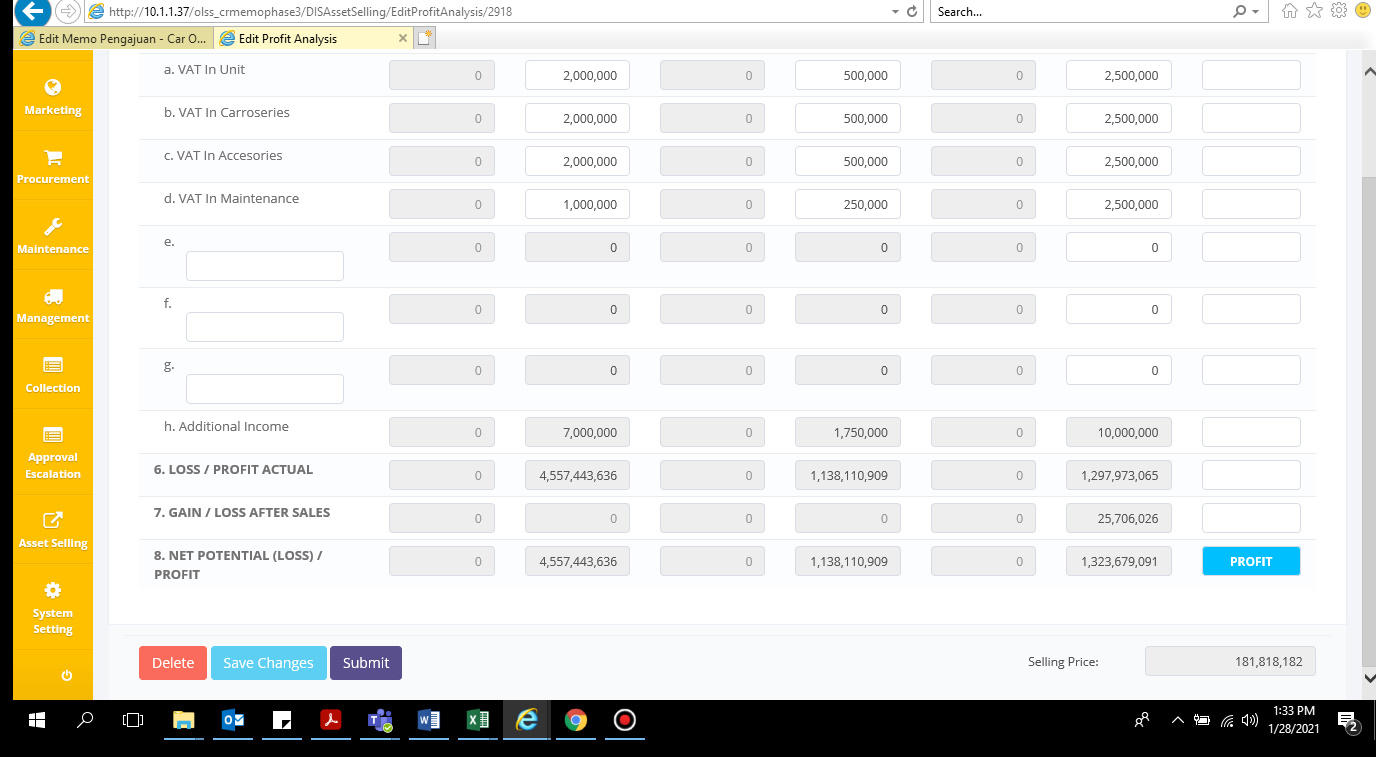 http://10.1.1.37/olss_crmemophase3/DISAssetSelling/EditProfitAnalysis/2918 Search...
Edit Memo Pengajuan - Car O... Edit Profit Analysis
Marketing
Procurement
Maintenance
Management
Collection
Approval
Escalation
Asset Selling
System
Setting
a. VAT In Unit 0 2,000,000 0 500,000 0 2,500,000
b. VAT In Carroseries 0 2,000,000 0 500,000 0 2,500,000
c. VAT In Accesories 0 2,000,000 0 500,000 0 2,500,000
d. VAT In Maintenance 0 1,000,000 0 250,000 0 2,500,000
e. 0 0 0 0 0 0
f. 0 0 0 0 0 0
g. 0 0 0 0 0 0
h. Additional Income 0 7,000,000 0 1,750,000 0 10,000,000
6. LOSS / PROFIT ACTUAL 0 4,557,443,636 0 1,138,110,909 0 1,297,973,065
7. GAIN / LOSS AFTER SALES 0 0 0 0 0 25,706,026
8. NET POTENTIAL (LOSS) /
PROFIT 0 4,557,443,636 0 1,138,110,909 0 1,323,679,091 PROFIT
Delete Save Changes Submit Selling Price: 181,818,182
1:33 PM
1/28/2021
2